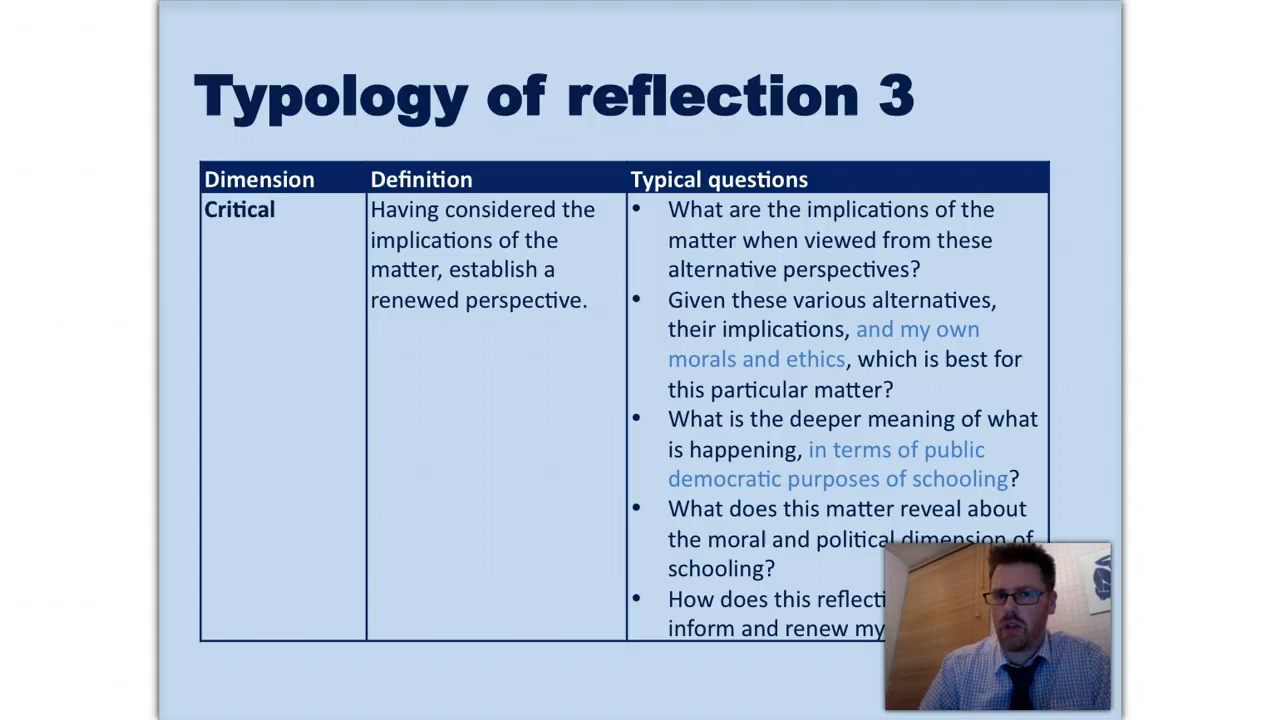 Typology of reflection 3
Dimension
Definition
Typical questions
Critical
Having considered the
implications of the
matter, establish a
renewed perspective.
• What are the implications of the
matter when viewed from these
alternative perspectives?
• Given these various alternatives,
their implications, and my own
morals and ethics, which is best for
this particular matter?
• What is the deeper meaning of what
is happening, in terms of public
democratic purposes of schooling?
• What does this matter reveal about
the moral and political dimension of
schooling?
• How does this
inform and renew my